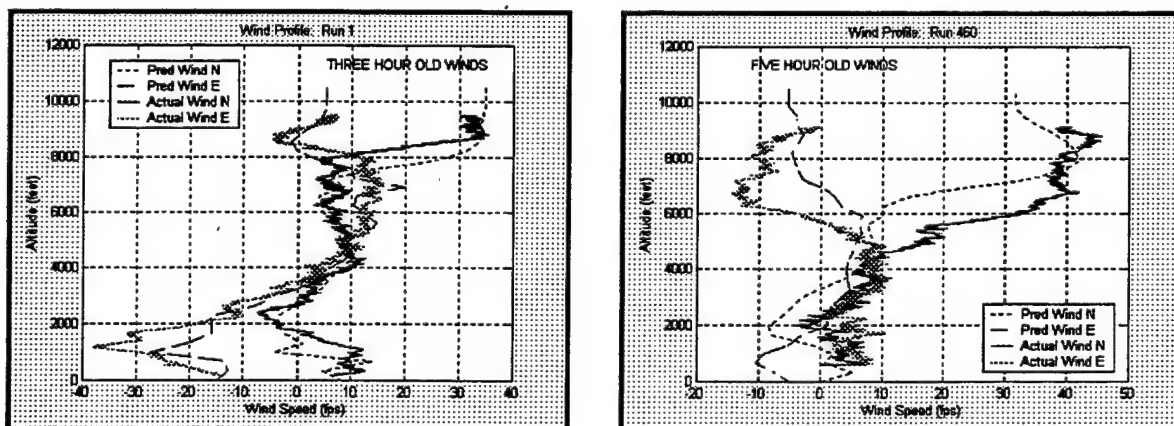 Wind Profile: Run 1
THREE HOUR OLD WINDS
Pred Wind N
Pred Wind E
Actual Wind N
Actual Wind E
12000
10000
8000
6000
4000
2000
0
Altitude (feet)
-40
-30
-20
-10
0
10
20
30
40
Wind Speed (fps)
Wind Profile: Run 460
FIVE HOUR OLD WINDS
Pred Wind N
Pred Wind E
Actual Wind N
Actual Wind E
12000
10000
8000
6000
4000
2000
0
Altitude (feet)
-20
-10
0
10
20
30
40
50
Wind Speed (fps)